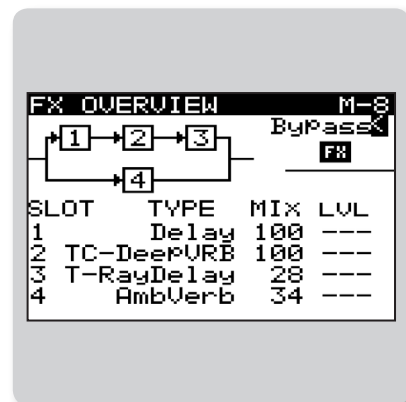 FX OVERVIEW M-8
Bypass
1 2 3
FX
4
SLOT TYPE MIX LVL
1 Delay 100 ---
2 TC-DeepVRB 100 ---
3 T-RayDelay 28 ---
4 AmbVerb 34 ---